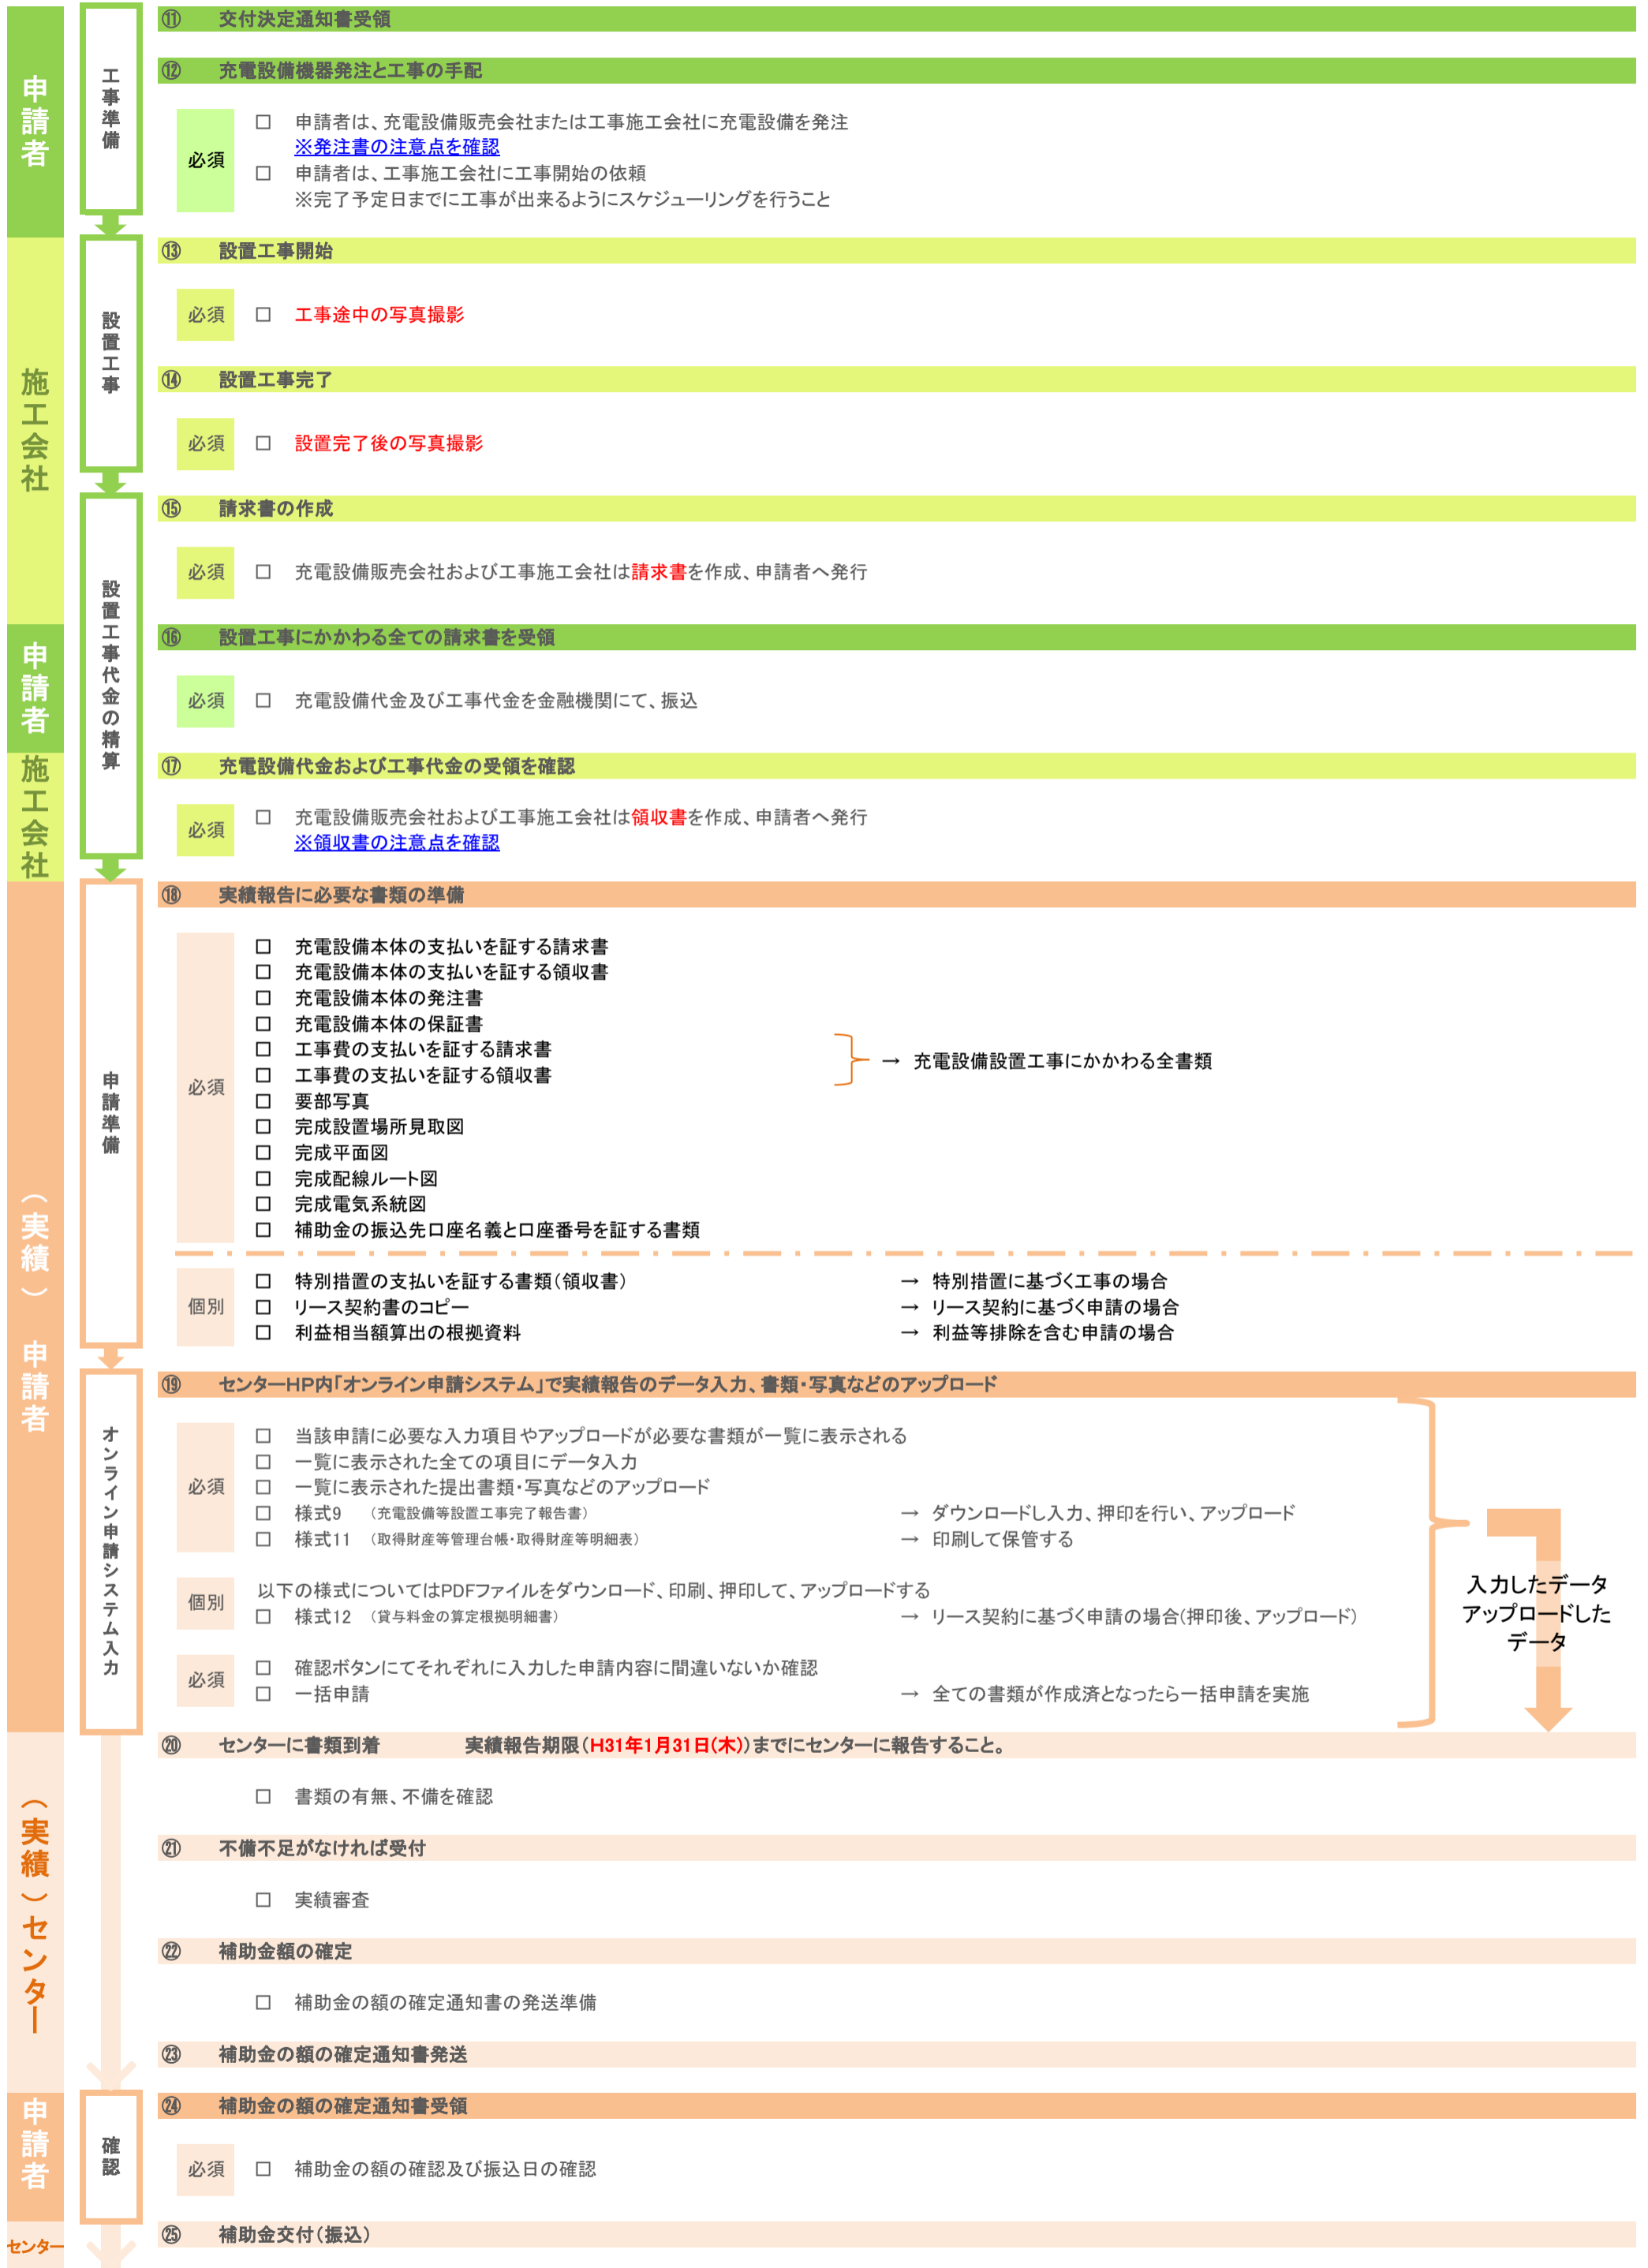 申請者
工事準備
⑪ 交付決定通知書受領
⑫ 充電設備機器発注と工事の手配
必須
□ 申請者は、充電設備販売会社または工事施工会社に充電設備を発注
※発注書の注意点を確認
□ 申請者は、工事施工会社に工事開始の依頼
※完了予定日までに工事が出来るようにスケジューリングを行うこと
施工会社
設置工事
⑬ 設置工事開始
必須 □ 工事途中の写真撮影
⑭ 設置工事完了
必須 □ 設置完了後の写真撮影
設置工事代金の精算
⑮ 請求書の作成
必須 □ 充電設備販売会社および工事施工会社は請求書を作成、申請者へ発行
申請者
⑯ 設置工事にかかわる全ての請求書を受領
必須 □ 充電設備代金及び工事代金を金融機関にて、振込
施工会社
⑰ 充電設備代金および工事代金の受領を確認
必須
□ 充電設備販売会社および工事施工会社は領収書を作成、申請者へ発行
※領収書の注意点を確認
(実績) 申請者
申請準備
⑱ 実績報告に必要な書類の準備
必須
□ 充電設備本体の支払いを証する請求書
□ 充電設備本体の支払いを証する領収書
□ 充電設備本体の発注書
□ 充電設備本体の保証書
□ 工事費の支払いを証する請求書
□ 工事費の支払いを証する領収書
→ 充電設備設置工事にかかわる全書類
□ 要部写真
□ 完成設置場所見取図
□ 完成平面図
□ 完成配線ルート図
□ 完成電気系統図
□ 補助金の振込先口座名義と口座番号を証する書類
個別
□ 特別措置の支払いを証する書類(領収書) → 特別措置に基づく工事の場合
□ リース契約書のコピー → リース契約に基づく申請の場合
□ 利益相当額算出の根拠資料 → 利益等排除を含む申請の場合
オンライン申請システム入力
⑲ センターHP内「オンライン申請システム」で実績報告のデータ入力、書類・写真などのアップロード
必須
□ 当該申請に必要な入力項目やアップロードが必要な書類が一覧に表示される
□ 一覧に表示された全ての項目にデータ入力
□ 一覧に表示された提出書類・写真などのアップロード
□ 様式9 (充電設備等設置工事完了報告書) → ダウンロードし入力、押印を行い、アップロード
□ 様式11 (取得財産等管理台帳・取得財産等明細表) → 印刷して保管する
個別
以下の様式についてはPDFファイルをダウンロード、印刷、押印して、アップロードする
□ 様式12 (貸与料金の算定根拠明細書) → リース契約に基づく申請の場合(押印後、アップロード)
必須
□ 確認ボタンにてそれぞれに入力した申請内容に間違いないか確認
□ 一括申請 → 全ての書類が作成済となったら一括申請を実施
入力したデータ
アップロードした
データ
(実績)センター
⑳ センターに書類到着 実績報告期限(H31年1月31日(木))までにセンターに報告すること。
□ 書類の有無、不備を確認
㉑ 不備不足がなければ受付
□ 実績審査
㉒ 補助金額の確定
□ 補助金の額の確定通知書の発送準備
㉓ 補助金の額の確定通知書発送
申請者
確認
㉔ 補助金の額の確定通知書受領
必須 □ 補助金の額の確認及び振込日の確認
センター
㉕ 補助金交付(振込)